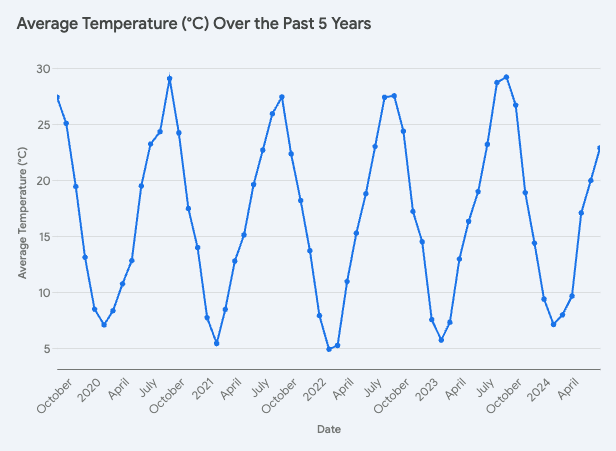 Average Temperature (°C) Over the Past 5 Years
Average Temperature (°C)
30
25
20
15
10
5
October
2020
April
July
October
2021
April
July
October
2022
April
July
October
2023
April
July
October
2024
April
Date